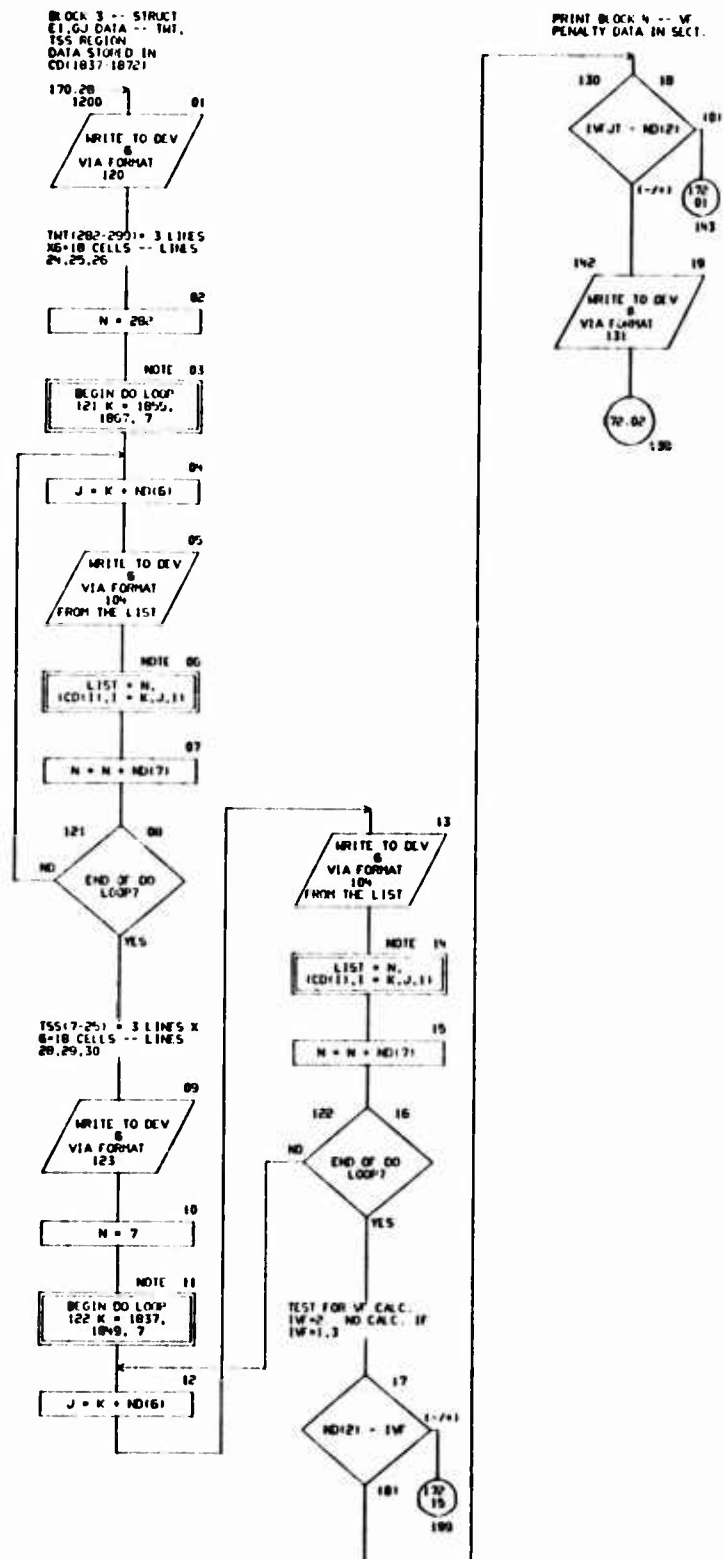 BLOCK 3 -- STRUCT
EI,GJ DATA -- TWT,
TSS REGION
DATA STORED IN
CD(1837-1872)
170.28
1200
01
WRITE TO DEV
6
VIA FORMAT
120
TWT(282-299)= 3 LINES
X6=18 CELLS -- LINES
24,25,26
02
N = 282
NOTE 03
BEGIN DO LOOP
121 K = 1855,
1867, 7
04
J = K + ND(6)
05
WRITE TO DEV
6
VIA FORMAT
104
FROM THE LIST
NOTE 06
LIST = N,
(CD(I),I = K,J,1)
07
N = N + ND(7)
121 08
NO
END OF DO
LOOP?
YES
TSS(7-25) = 3 LINES X
6=18 CELLS -- LINES
28,29,30
09
WRITE TO DEV
6
VIA FORMAT
123
10
N = 7
NOTE 11
BEGIN DO LOOP
122 K = 1837,
1849, 7
12
J = K + ND(6)
13
WRITE TO DEV
6
VIA FORMAT
104
FROM THE LIST
NOTE 14
LIST = N,
(CD(I),I = K,J,1)
15
N = N + ND(7)
122 16
NO
END OF DO
LOOP?
YES
TEST FOR VF CALC.
IVF=2 NO CALC. IF
IVF=1,3
17
(-/+)
ND(2) - IVF
(0)
172
15
199
PRINT BLOCK 4 -- VF
PENALTY DATA IN SECT.
130 18
(0)
IVFJT - ND(2)
(-/+)
172
01
143
142 19
WRITE TO DEV
6
VIA FORMAT
131
172.02